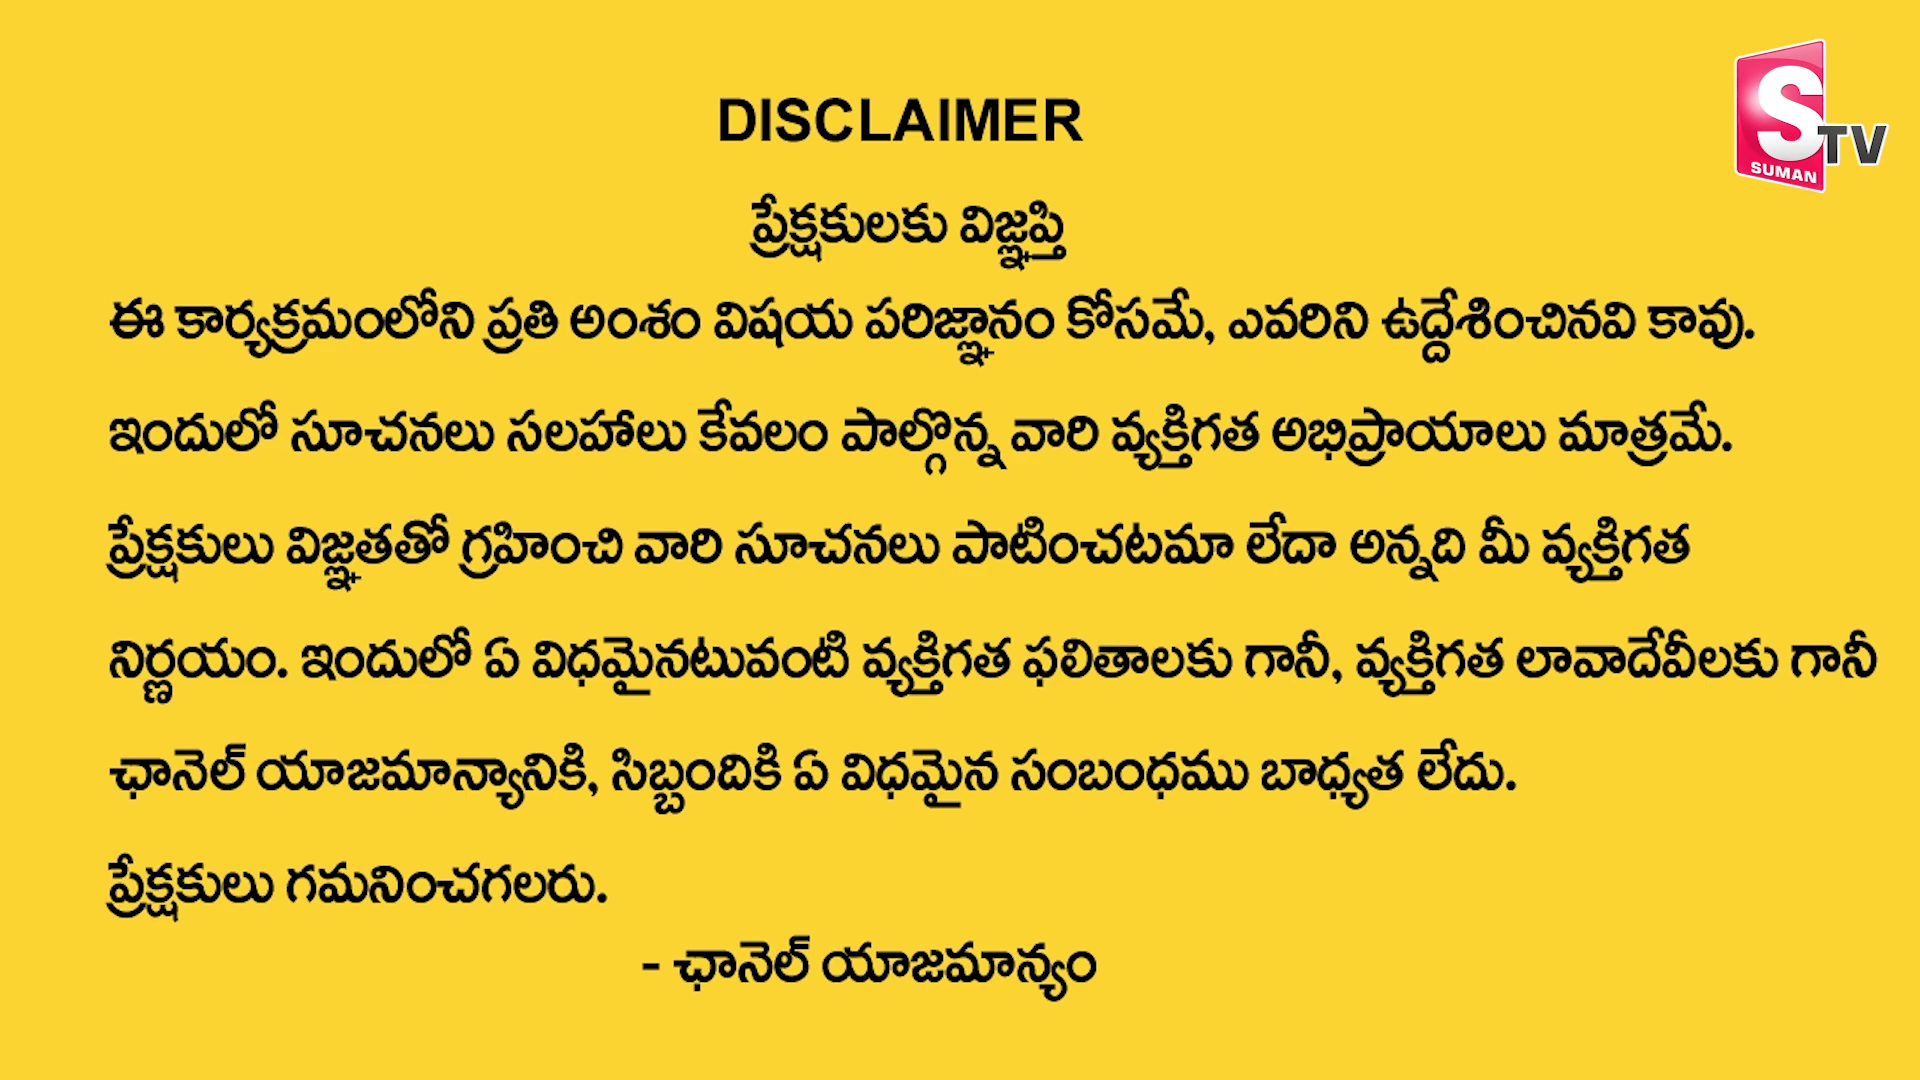 DISCLAIMER
S TV
SUMAN
ప్రేక్షకులకు విజ్ఞప్తి
ఈ కార్యక్రమంలోని ప్రతి అంశం విషయ పరిజ్ఞానం కోసమే, ఎవరిని ఉద్దేశించినవి కావు.
ఇందులో సూచనలు సలహాలు కేవలం పాల్గొన్న వారి వ్యక్తిగత అభిప్రాయాలు మాత్రమే.
ప్రేక్షకులు విజ్ఞతతో గ్రహించి వారి సూచనలు పాటించటమా లేదా అన్నది మీ వ్యక్తిగత
నిర్ణయం. ఇందులో ఏ విధమైనటువంటి వ్యక్తిగత ఫలితాలకు గానీ, వ్యక్తిగత లావాదేవీలకు గానీ
ఛానెల్ యాజమాన్యానికి, సిబ్బందికి ఏ విధమైన సంబంధము బాధ్యత లేదు.
ప్రేక్షకులు గమనించగలరు.
- ఛానెల్ యాజమాన్యం